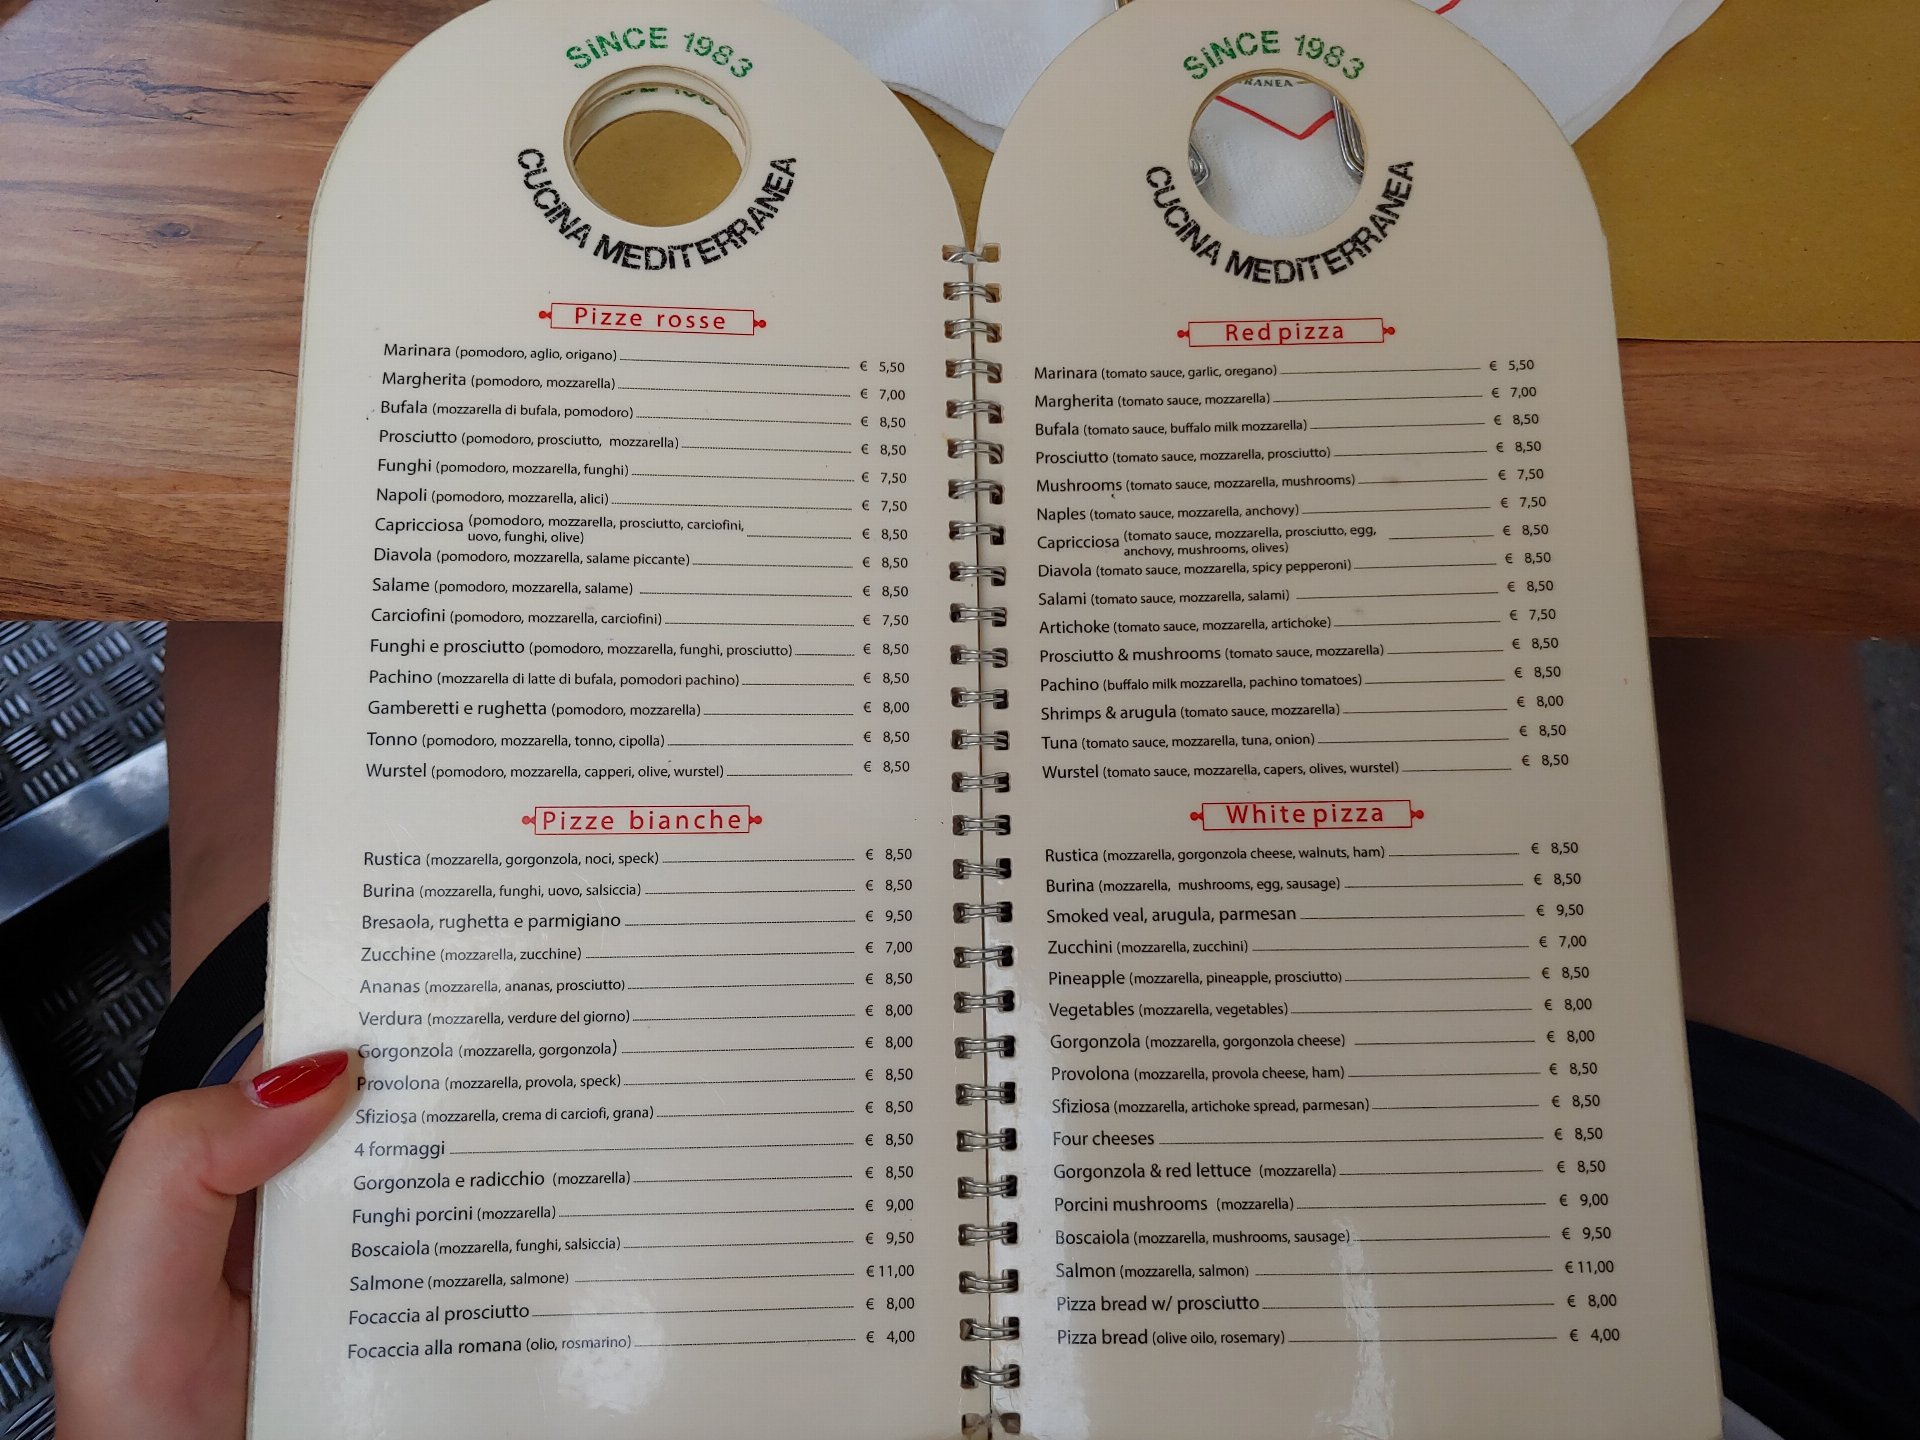 SINCE 1983
CUCINA MEDITERRANEA
Pizze rosse
Marinara (pomodoro, aglio, origano) € 5,50
Margherita (pomodoro, mozzarella) € 7,00
Bufala (mozzarella di bufala, pomodoro) € 8,50
Prosciutto (pomodoro, prosciutto, mozzarella) € 8,50
Funghi (pomodoro, mozzarella, funghi) € 7,50
Napoli (pomodoro, mozzarella, alici) € 7,50
Capricciosa (pomodoro, mozzarella, prosciutto, carciofini,
uovo, funghi, olive) € 8,50
Diavola (pomodoro, mozzarella, salame piccante) € 8,50
Salame (pomodoro, mozzarella, salame) € 8,50
Carciofini (pomodoro, mozzarella, carciofini) € 7,50
Funghi e prosciutto (pomodoro, mozzarella, funghi, prosciutto) € 8,50
Pachino (mozzarella di latte di bufala, pomodori pachino) € 8,50
Gamberetti e rughetta (pomodoro, mozzarella) € 8,00
Tonno (pomodoro, mozzarella, tonno, cipolla) € 8,50
Wurstel (pomodoro, mozzarella, capperi, olive, wurstel) € 8,50
Pizze bianche
Rustica (mozzarella, gorgonzola, noci, speck) € 8,50
Burina (mozzarella, funghi, uovo, salsiccia) € 8,50
Bresaola, rughetta e parmigiano € 9,50
Zucchine (mozzarella, zucchine) € 7,00
Ananas (mozzarella, ananas, prosciutto) € 8,50
Verdura (mozzarella, verdure del giorno) € 8,00
Gorgonzola (mozzarella, gorgonzola) € 8,00
Provolona (mozzarella, provola, speck) € 8,50
Sfiziosa (mozzarella, crema di carciofi, grana) € 8,50
4 formaggi € 8,50
Gorgonzola e radicchio (mozzarella) € 8,50
Funghi porcini (mozzarella) € 9,00
Boscaiola (mozzarella, funghi, salsiccia) € 9,50
Salmone (mozzarella, salmone) € 11,00
Focaccia al prosciutto € 8,00
Focaccia alla romana (olio, rosmarino) € 4,00
SINCE 1983
RANEA
CUCINA MEDITERRANEA
Red pizza
Marinara (tomato sauce, garlic, oregano) € 5,50
Margherita (tomato sauce, mozzarella) € 7,00
Bufala (tomato sauce, buffalo milk mozzarella) € 8,50
Prosciutto (tomato sauce, mozzarella, prosciutto) € 8,50
Mushrooms (tomato sauce, mozzarella, mushrooms) € 7,50
Naples (tomato sauce, mozzarella, anchovy) € 7,50
Capricciosa (tomato sauce, mozzarella, prosciutto, egg,
anchovy, mushrooms, olives) € 8,50
Diavola (tomato sauce, mozzarella, spicy pepperoni) € 8,50
Salami (tomato sauce, mozzarella, salami) € 8,50
Artichoke (tomato sauce, mozzarella, artichoke) € 7,50
Prosciutto & mushrooms (tomato sauce, mozzarella) € 8,50
Pachino (buffalo milk mozzarella, pachino tomatoes) € 8,50
Shrimps & arugula (tomato sauce, mozzarella) € 8,00
Tuna (tomato sauce, mozzarella, tuna, onion) € 8,50
Wurstel (tomato sauce, mozzarella, capers, olives, wurstel) € 8,50
White pizza
Rustica (mozzarella, gorgonzola cheese, walnuts, ham) € 8,50
Burina (mozzarella, mushrooms, egg, sausage) € 8,50
Smoked veal, arugula, parmesan € 9,50
Zucchini (mozzarella, zucchini) € 7,00
Pineapple (mozzarella, pineapple, prosciutto) € 8,50
Vegetables (mozzarella, vegetables) € 8,00
Gorgonzola (mozzarella, gorgonzola cheese) € 8,00
Provolona (mozzarella, provola cheese, ham) € 8,50
Sfiziosa (mozzarella, artichoke spread, parmesan) € 8,50
Four cheeses € 8,50
Gorgonzola & red lettuce (mozzarella) € 8,50
Porcini mushrooms (mozzarella) € 9,00
Boscaiola (mozzarella, mushrooms, sausage) € 9,50
Salmon (mozzarella, salmon) € 11,00
Pizza bread w/ prosciutto € 8,00
Pizza bread (olive oilo, rosemary) € 4,00